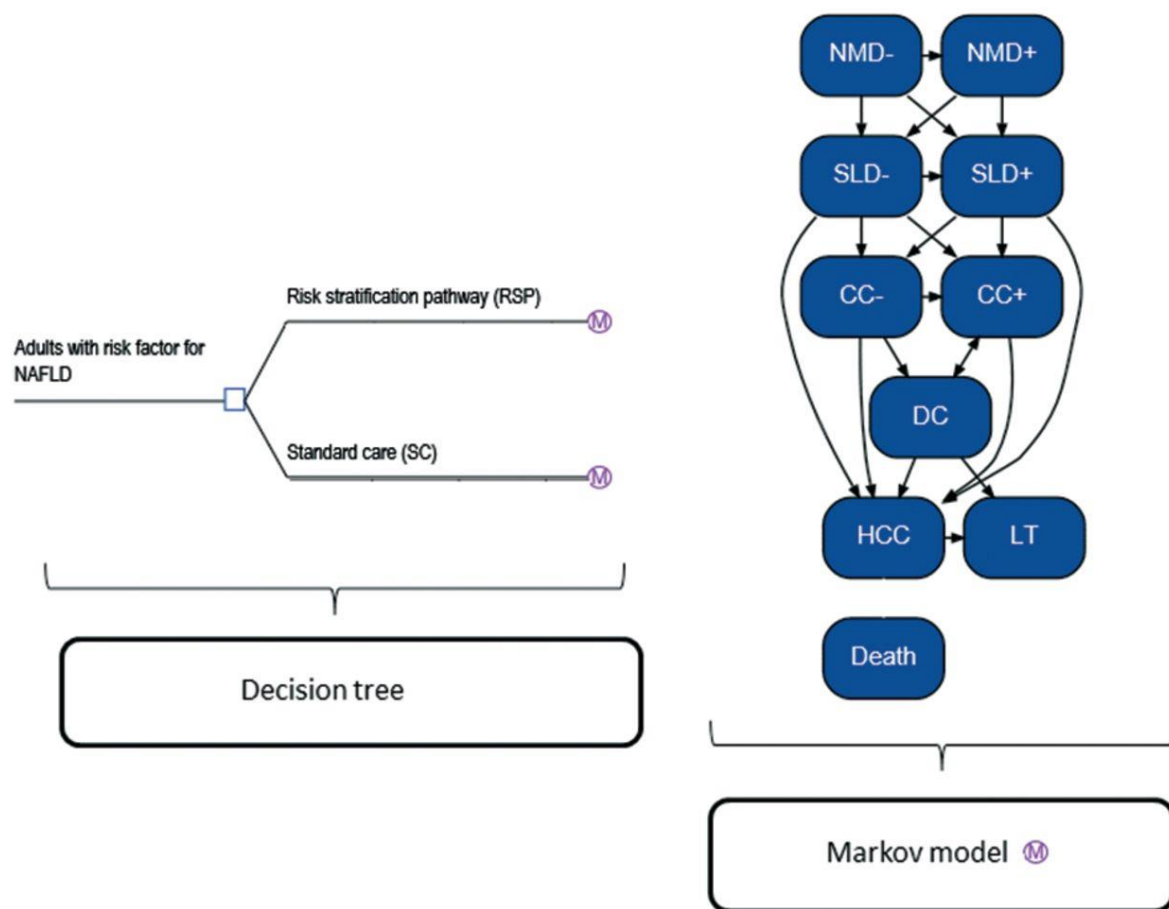 NMD- NMD+
SLD- SLD+
CC- CC+
DC
HCC LT
Death
Risk stratification pathway (RSP)
M
Adults with risk factor for
NAFLD
Standard care (SC)
M
Decision tree
Markov model M